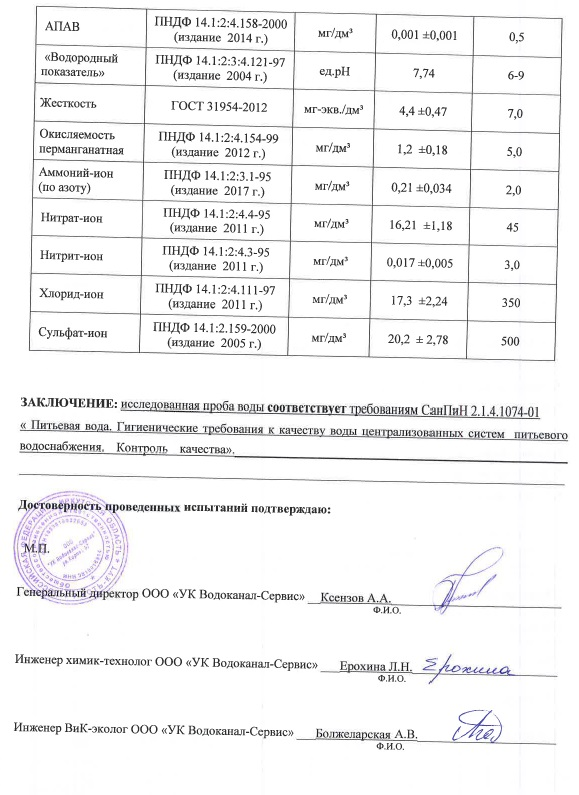 АПАВ ПНДФ 14.1:2:4.158-2000 (издание 2014 г.) мг/дм³ 0,001 ±0,001 0,5
«Водородный показатель» ПНДФ 14.1:2:3:4.121-97 (издание 2004 г.) ед.рН 7,74 6-9
Жесткость ГОСТ 31954-2012 мг-экв./дм³ 4,4 ±0,47 7,0
Окисляемость перманганатная ПНДФ 14.1:2:4.154-99 (издание 2012 г.) мг/дм³ 1,2 ±0,18 5,0
Аммоний-ион (по азоту) ПНДФ 14.1:2:3.1-95 (издание 2017 г.) мг/дм³ 0,21 ±0,034 2,0
Нитрат-ион ПНДФ 14.1:2:4.4-95 (издание 2011 г.) мг/дм³ 16,21 ±1,18 45
Нитрит-ион ПНДФ 14.1:2:4.3-95 (издание 2011 г.) мг/дм³ 0,017 ±0,005 3,0
Хлорид-ион ПНДФ 14.1:2:4.111-97 (издание 2011 г.) мг/дм³ 17,3 ±2,24 350
Сульфат-ион ПНДФ 14.1:2.159-2000 (издание 2005 г.) мг/дм³ 20,2 ± 2,78 500
ЗАКЛЮЧЕНИЕ: исследованная проба воды соответствует требованиям СанПиН 2.1.4.1074-01
« Питьевая вода. Гигиенические требования к качеству воды централизованных систем питьевого
водоснабжения. Контроль качества».
Достоверность проведенных испытаний подтверждаю:
М.П.
ООО
"УК Водоканал-Сервис"
Генеральный директор ООО «УК Водоканал-Сервис» Ксензов А.А.
Ф.И.О.
Инженер химик-технолог ООО «УК Водоканал-Сервис» Ерохина Л.Н. Ерохина
Ф.И.О.
Инженер ВиК-эколог ООО «УК Водоканал-Сервис» Болжеларская А.В.
Ф.И.О.